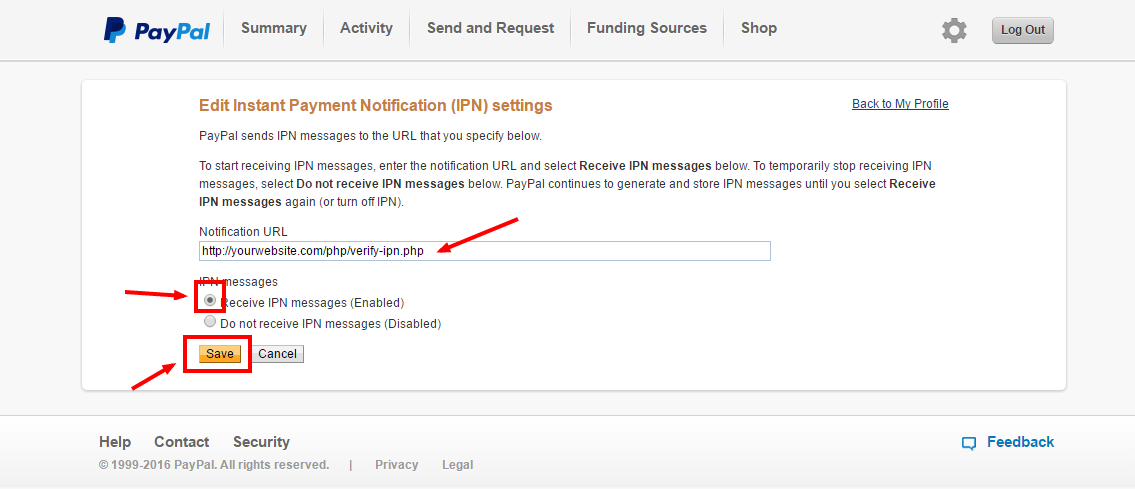 PayPal Summary Activity Send and Request Funding Sources Shop Log Out
Edit Instant Payment Notification (IPN) settings Back to My Profile
PayPal sends IPN messages to the URL that you specify below.
To start receiving IPN messages, enter the notification URL and select Receive IPN messages below. To temporarily stop receiving IPN
messages, select Do not receive IPN messages below. PayPal continues to generate and store IPN messages until you select Receive
IPN messages again (or turn off IPN).
Notification URL
http://yourwebsite.com/php/verify-ipn.php
IPN messages
Receive IPN messages (Enabled)
Do not receive IPN messages (Disabled)
Save Cancel
Help Contact Security Feedback
© 1999-2016 PayPal. All rights reserved. | Privacy Legal